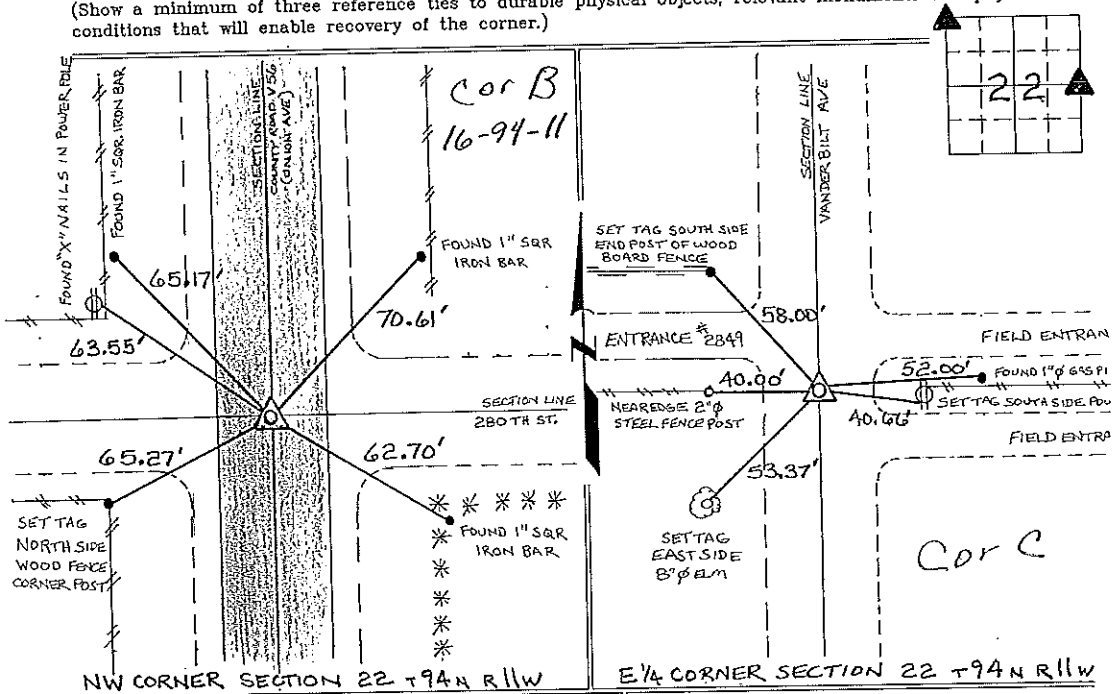 (Show a minimum of three reference ties to durable physical objects, relevant
conditions that will enable recovery of the corner.)
FOUND "X" NAILS IN POWER POLE
FOUND 1" SQR. IRON BAR
SECTION LINE
COUNTY ROAD V56
Cor B
16-94-11
65.17'
63.55'
FOUND 1" SQR
IRON BAR
70.61'
SECTION LINE
280TH ST.
65.27'
62.70'
SET TAG
NORTH SIDE
WOOD FENCE
CORNER POST
FOUND 1" SQR
IRON BAR
NW CORNER SECTION 22 T94N R11W
22
SECTION LINE
VANDERBILT AVE
SET TAG SOUTH SIDE
END POST OF WOOD
BOARD FENCE
58.00'
ENTRANCE #2849
FIELD ENTRAN
52.00'
FOUND 1"φ GAS PI
40.00'
NEAR EDGE 2"φ
STEEL FENCE POST
40.66'
SET TAG SOUTH SIDE POW
FIELD ENTRA
53.37'
SET TAG
EAST SIDE
8"φ ELM
Cor C
E¼ CORNER SECTION 22 T94N R11W